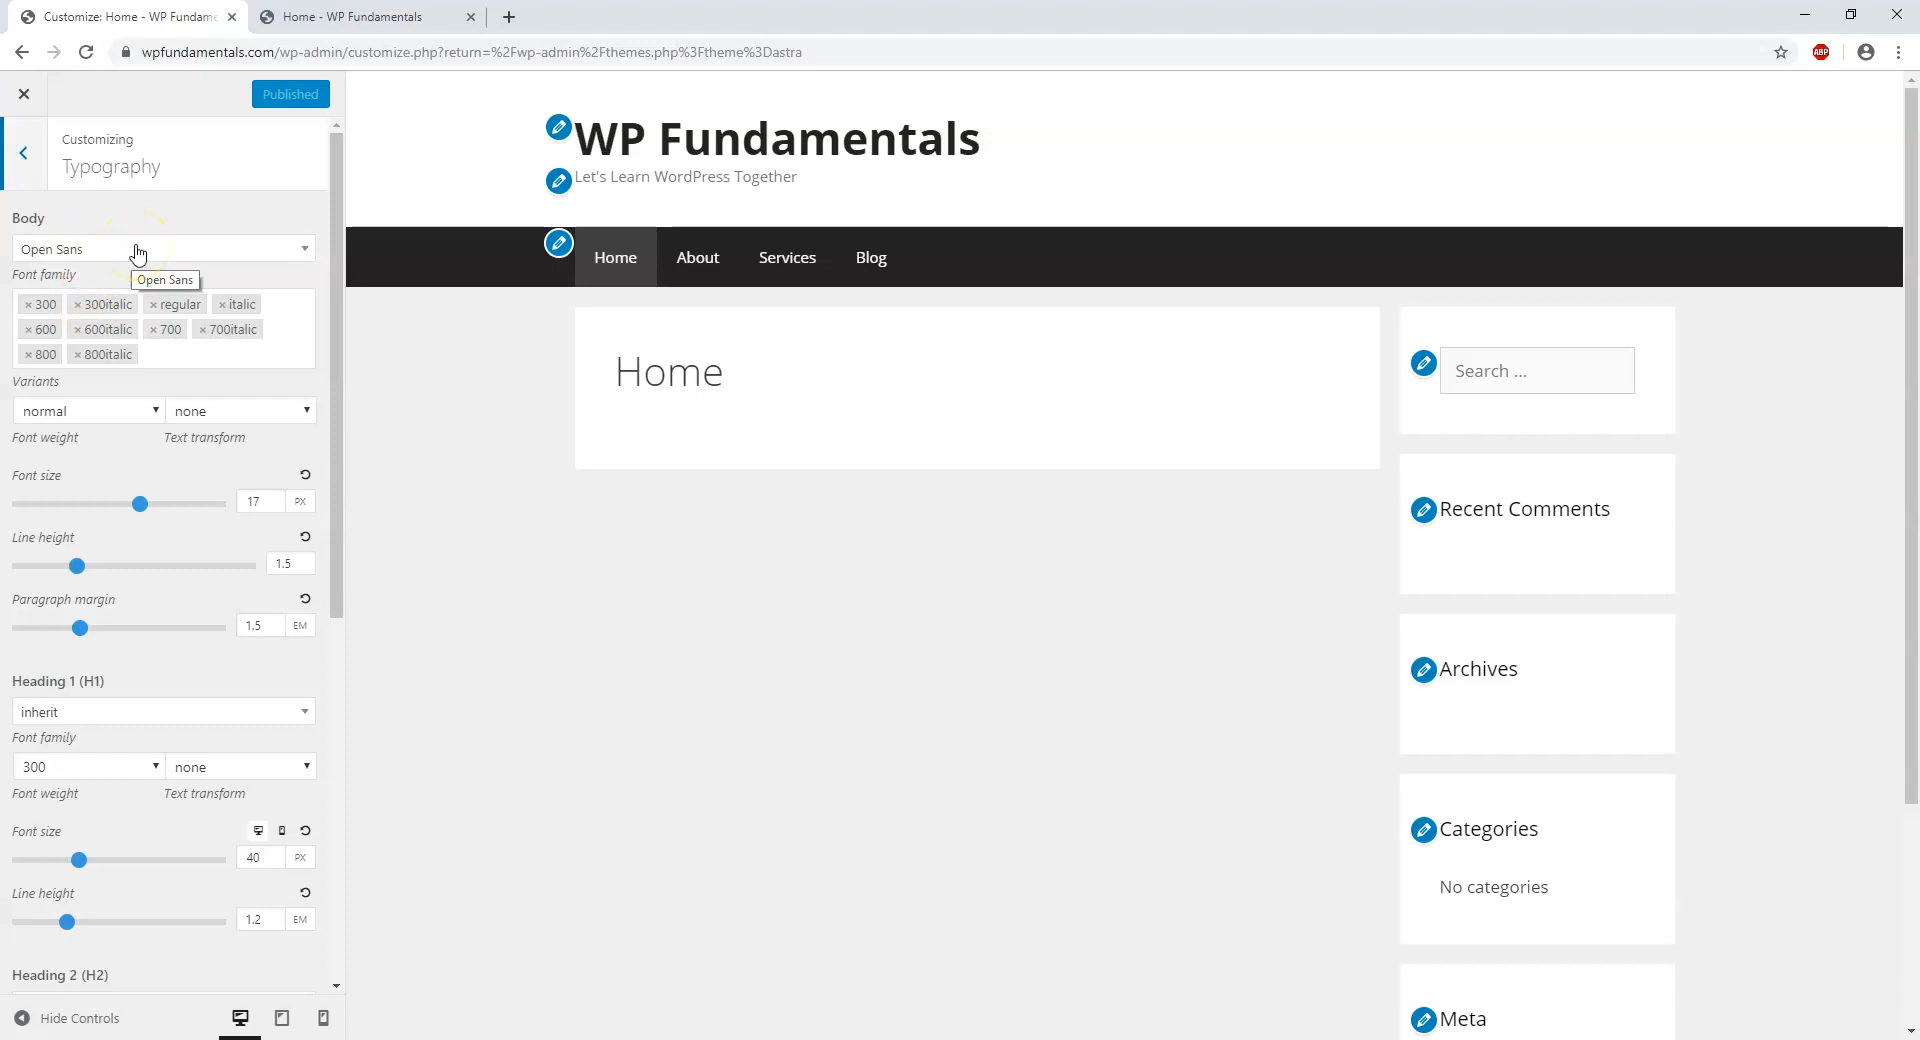 Customize: Home - WP Fundame
Home - WP Fundamentals
wpfundamentals.com/wp-admin/customize.php?return=%2Fwp-admin%2Fthemes.php%3Ftheme%3Dastra
ABP
Published
Customizing
Typography
Body
Open Sans
Font family
Open Sans
× 300 × 300italic × regular × italic
× 600 × 600italic × 700 × 700italic
× 800 × 800italic
Variants
normal none
Font weight Text transform
Font size
17 PX
Line height
1.5
Paragraph margin
1.5 EM
Heading 1 (H1)
inherit
Font family
300 none
Font weight Text transform
Font size
40 PX
Line height
1.2 EM
Heading 2 (H2)
Hide Controls
WP Fundamentals
Let's Learn WordPress Together
Home About Services Blog
Home
Search ...
Recent Comments
Archives
Categories
No categories
Meta